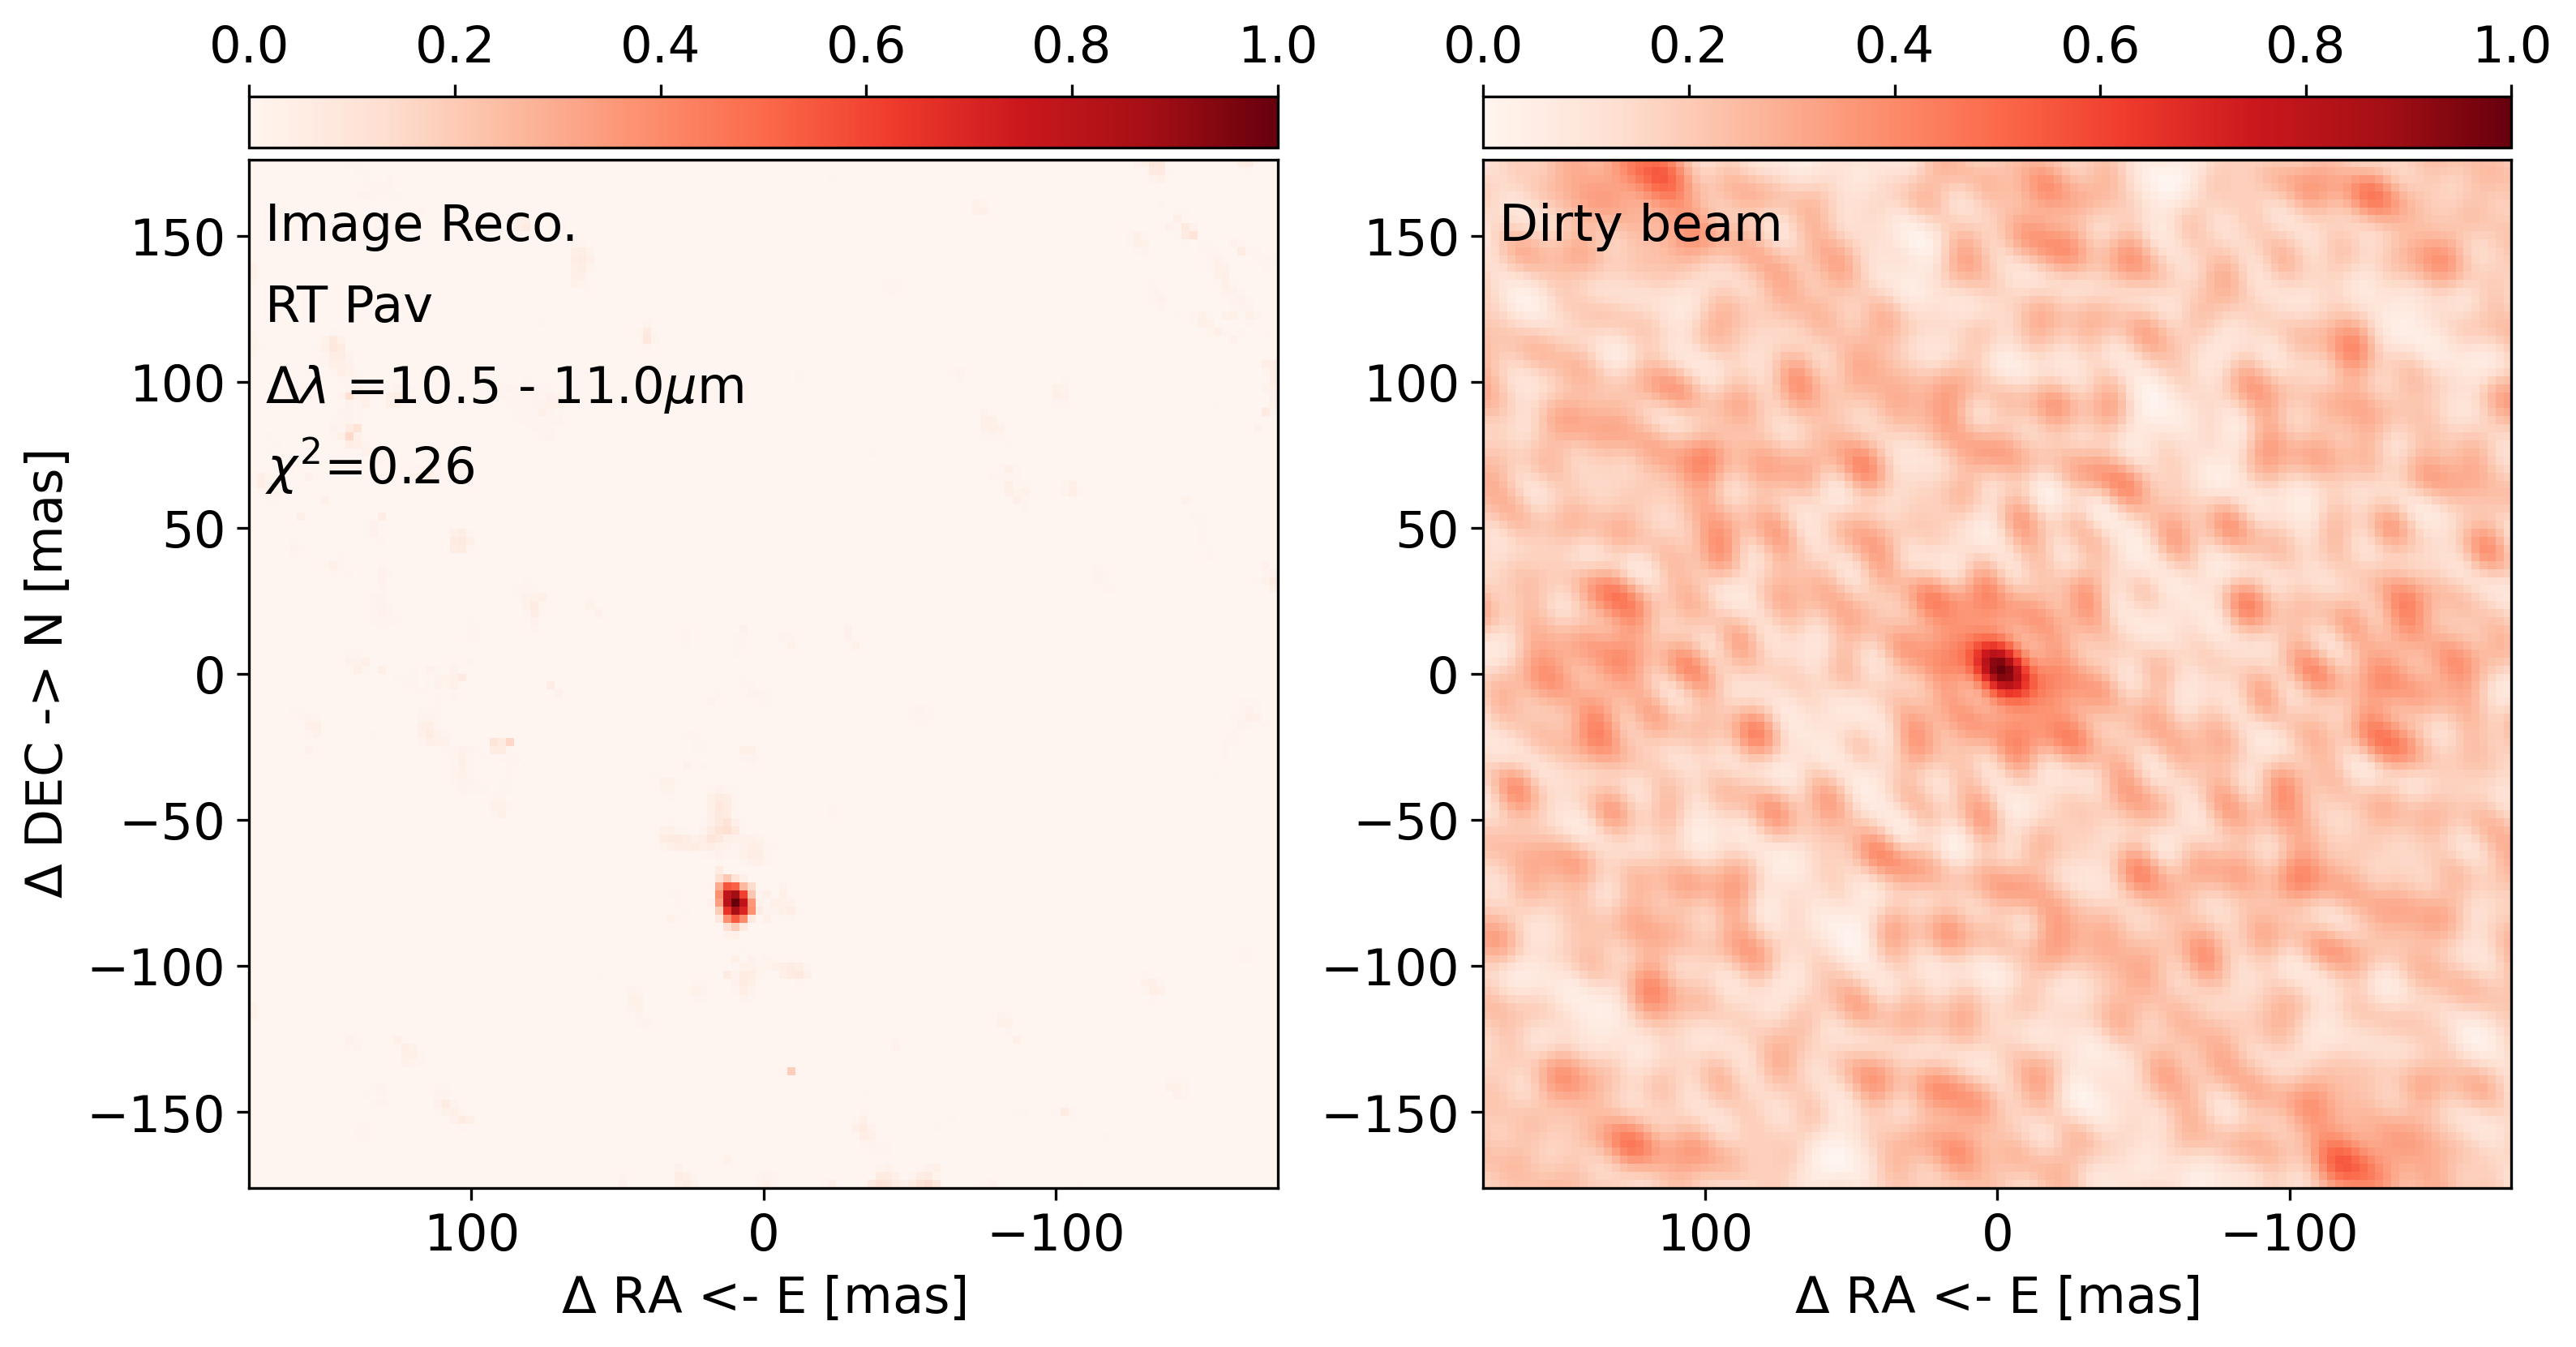 0.0 0.2 0.4 0.6 0.8 1.0
0.0 0.2 0.4 0.6 0.8 1.0
Image Reco.
RT Pav
Δλ =10.5 - 11.0μm
χ²=0.26
Δ DEC -> N [mas]
150
100
50
0
−50
−100
−150
100 0 −100
Δ RA <- E [mas]
Dirty beam
150
100
50
0
−50
−100
−150
100 0 −100
Δ RA <- E [mas]